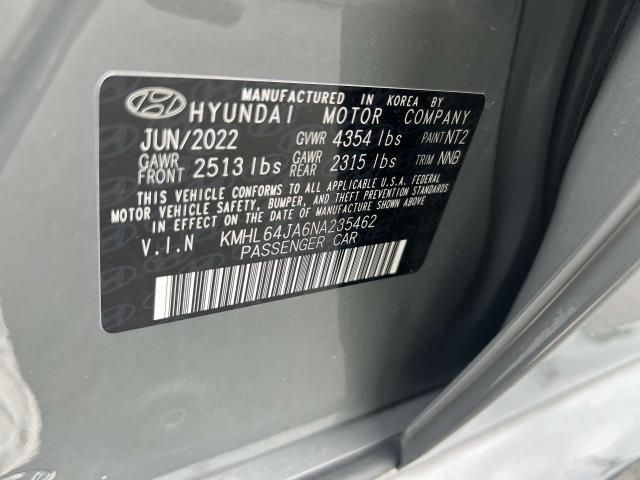 MANUFACTURED IN KOREA BY
HYUNDAI MOTOR COMPANY
JUN/2022 GVWR 4354 lbs PAINT NT2
GAWR FRONT 2513 lbs GAWR REAR 2315 lbs TRIM NNB
THIS VEHICLE CONFORMS TO ALL APPLICABLE U.S.A. FEDERAL
MOTOR VEHICLE SAFETY, BUMPER, AND THEFT PREVENTION STANDARDS
IN EFFECT ON THE DATE OF MANUFACTURE SHOWN ABOVE
V.I.N KMHL64JA6NA235462
PASSENGER CAR